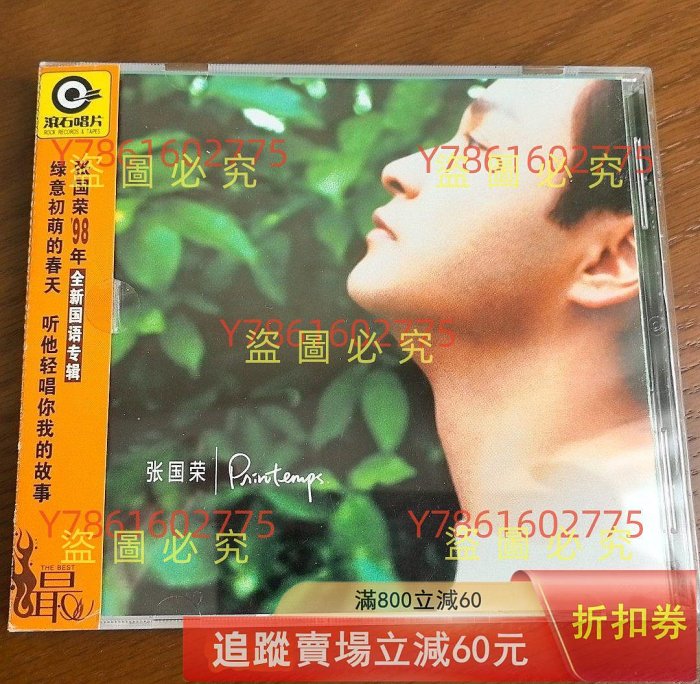 滾石唱片
ROCK RECORDS & TAPES
张国荣'98年全新国语专辑
绿意初萌的春天 听他轻唱你我的故事
THE BEST
最
张国荣 Printemps
Y7861602775
盜圖必究
Y7861602775
盜圖必究
Y7861602775
盜圖必究
Y7861602775
盜圖必究
Y7861602775
盜圖必究
滿800立減60
追蹤賣場立減60元
折扣券